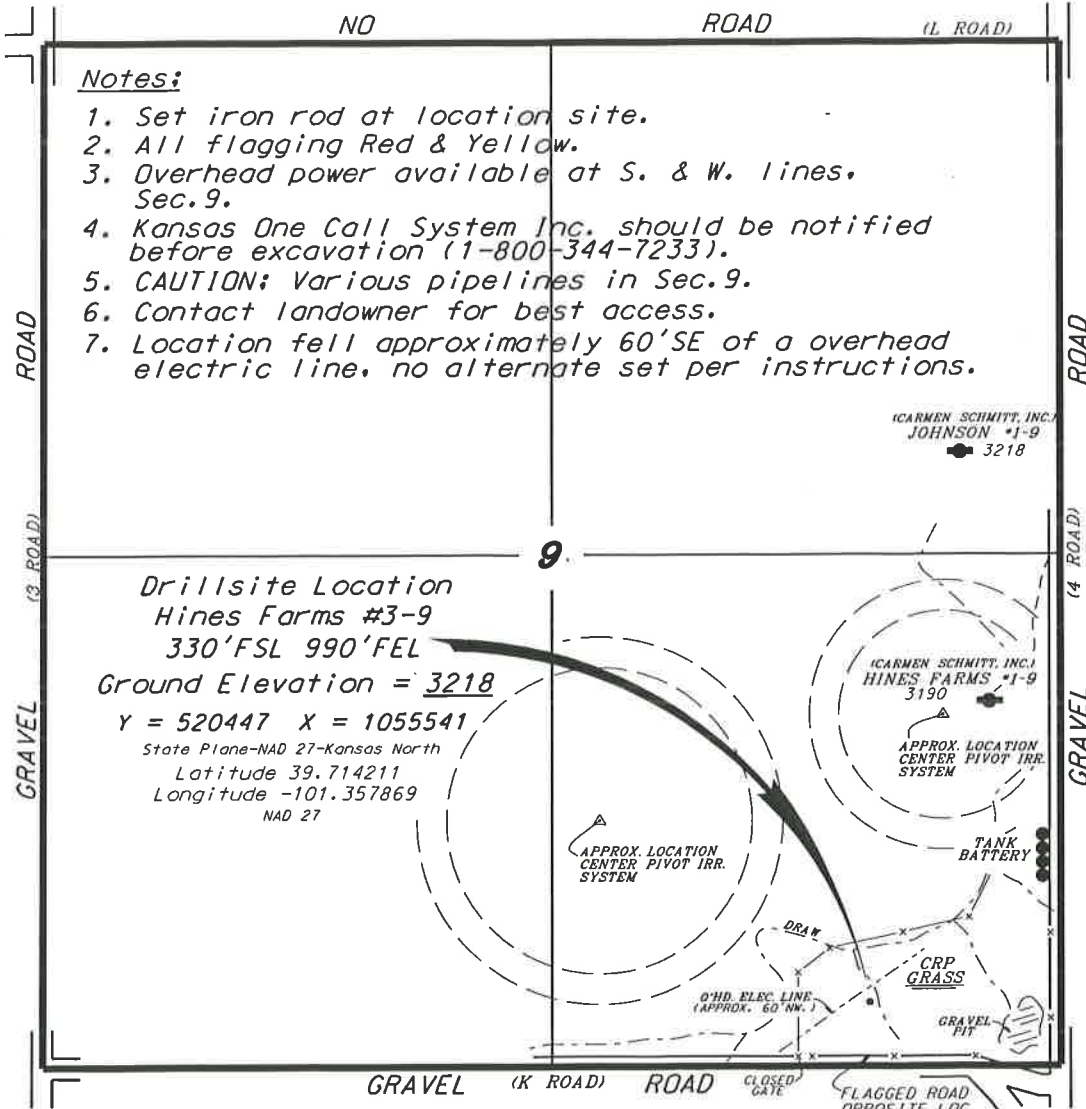 NO ROAD (L ROAD)
Notes:
1. Set iron rod at location site.
2. All flagging Red & Yellow.
3. Overhead power available at S. & W. lines.
Sec.9.
4. Kansas One Call System Inc. should be notified
before excavation (1-800-344-7233).
5. CAUTION: Various pipelines in Sec.9.
6. Contact landowner for best access.
7. Location fell approximately 60'SE of a overhead
electric line, no alternate set per instructions.
ROAD
(3 ROAD)
GRAVEL
ROAD
(4 ROAD)
GRAVEL
(CARMEN SCHMITT, INC.)
JOHNSON #1-9
3218
9
Drillsite Location
Hines Farms #3-9
330'FSL 990'FEL
Ground Elevation = 3218
Y = 520447 X = 1055541
State Plane-NAD 27-Kansas North
Latitude 39.714211
Longitude -101.357869
NAD 27
(CARMEN SCHMITT, INC.)
HINES FARMS #1-9
3190
APPROX. LOCATION
CENTER PIVOT IRR.
SYSTEM
APPROX. LOCATION
CENTER PIVOT IRR.
SYSTEM
TANK
BATTERY
DRAW
CRP
GRASS
O'HD. ELEC. LINE
(APPROX. 60'NW.)
GRAVEL
PIT
GRAVEL (K ROAD) ROAD
CLOSED
GATE
FLAGGED ROAD
OPPOSITE LOC.